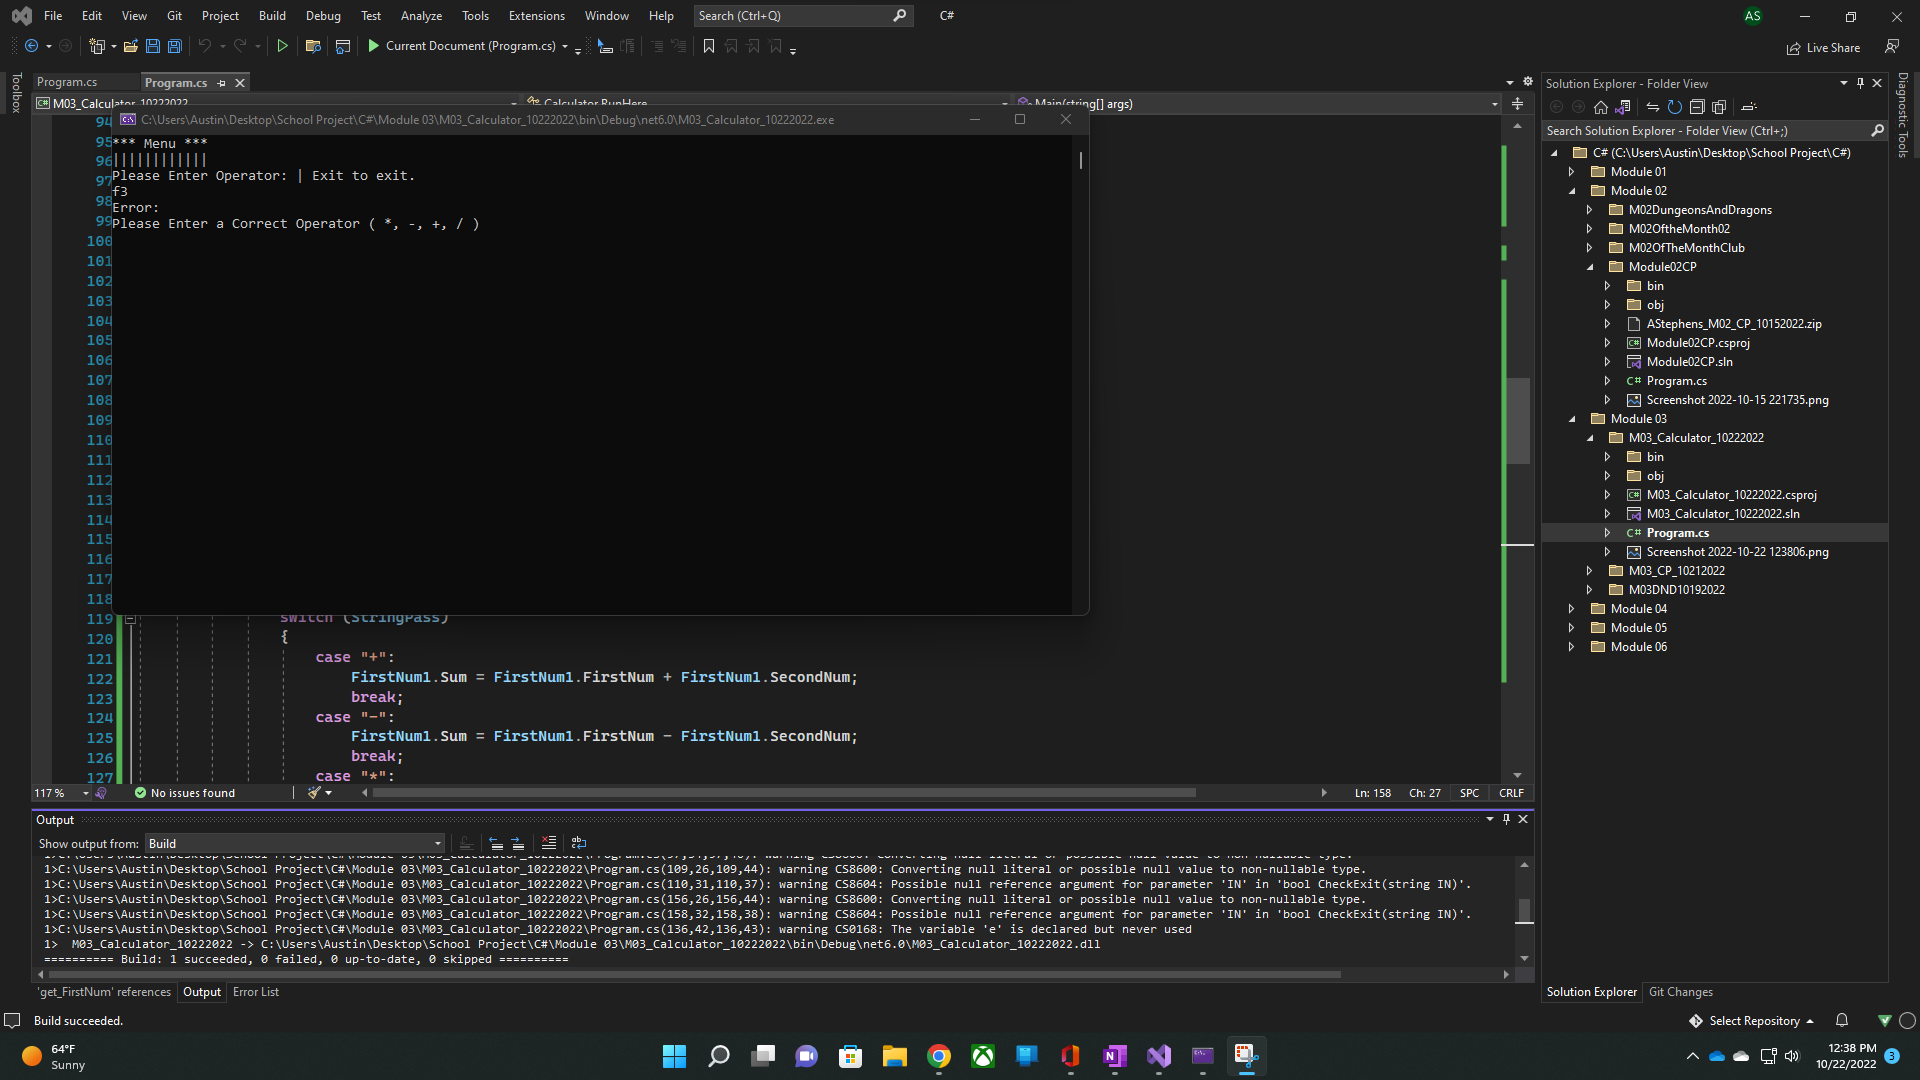 File Edit View Git Project Build Debug Test Analyze Tools Extensions Window Help Search (Ctrl+Q) C# AS
Current Document (Program.cs) Live Share
Toolbox
Program.cs Program.cs
M03_Calculator_10222022 Calculator.RunHere Main(string[] args)
C:\Users\Austin\Desktop\School Project\C#\Module 03\M03_Calculator_10222022\bin\Debug\net6.0\M03_Calculator_10222022.exe
94
95 *** Menu ***
96 ||||||||||||
97 Please Enter Operator: | Exit to exit.
98 f3
Error:
99 Please Enter a Correct Operator ( *, -, +, / )
100
101
102
103
104
105
106
107
108
109
110
111
112
113
114
115
116
117
118
119 switch (StringPass)
120 {
121 case "+":
122 FirstNum1.Sum = FirstNum1.FirstNum + FirstNum1.SecondNum;
123 break;
124 case "-":
125 FirstNum1.Sum = FirstNum1.FirstNum - FirstNum1.SecondNum;
126 break;
127 case "*":
117 % No issues found Ln: 158 Ch: 27 SPC CRLF
Output
Show output from: Build
1>C:\Users\Austin\Desktop\School Project\C#\Module 03\M03_Calculator_10222022\Program.cs(109,26,109,44): warning CS8600: Converting null literal or possible null value to non-nullable type.
1>C:\Users\Austin\Desktop\School Project\C#\Module 03\M03_Calculator_10222022\Program.cs(110,31,110,37): warning CS8604: Possible null reference argument for parameter 'IN' in 'bool CheckExit(string IN)'.
1>C:\Users\Austin\Desktop\School Project\C#\Module 03\M03_Calculator_10222022\Program.cs(156,26,156,44): warning CS8600: Converting null literal or possible null value to non-nullable type.
1>C:\Users\Austin\Desktop\School Project\C#\Module 03\M03_Calculator_10222022\Program.cs(158,32,158,38): warning CS8604: Possible null reference argument for parameter 'IN' in 'bool CheckExit(string IN)'.
1>C:\Users\Austin\Desktop\School Project\C#\Module 03\M03_Calculator_10222022\Program.cs(136,42,136,43): warning CS0168: The variable 'e' is declared but never used
1> M03_Calculator_10222022 -> C:\Users\Austin\Desktop\School Project\C#\Module 03\M03_Calculator_10222022\bin\Debug\net6.0\M03_Calculator_10222022.dll
========== Build: 1 succeeded, 0 failed, 0 up-to-date, 0 skipped ==========
'get_FirstNum' references Output Error List
Solution Explorer - Folder View
Search Solution Explorer - Folder View (Ctrl+;)
C# (C:\Users\Austin\Desktop\School Project\C#)
Module 01
Module 02
M02DungeonsAndDragons
M02OftheMonth02
M02OfTheMonthClub
Module02CP
bin
obj
AStephens_M02_CP_10152022.zip
Module02CP.csproj
Module02CP.sln
C# Program.cs
Screenshot 2022-10-15 221735.png
Module 03
M03_Calculator_10222022
bin
obj
M03_Calculator_10222022.csproj
M03_Calculator_10222022.sln
C# Program.cs
Screenshot 2022-10-22 123806.png
M03_CP_10212022
M03DND10192022
Module 04
Module 05
Module 06
Solution Explorer Git Changes
Diagnostic Tools
Build succeeded. Select Repository
64°F
Sunny
12:38 PM
10/22/2022 3